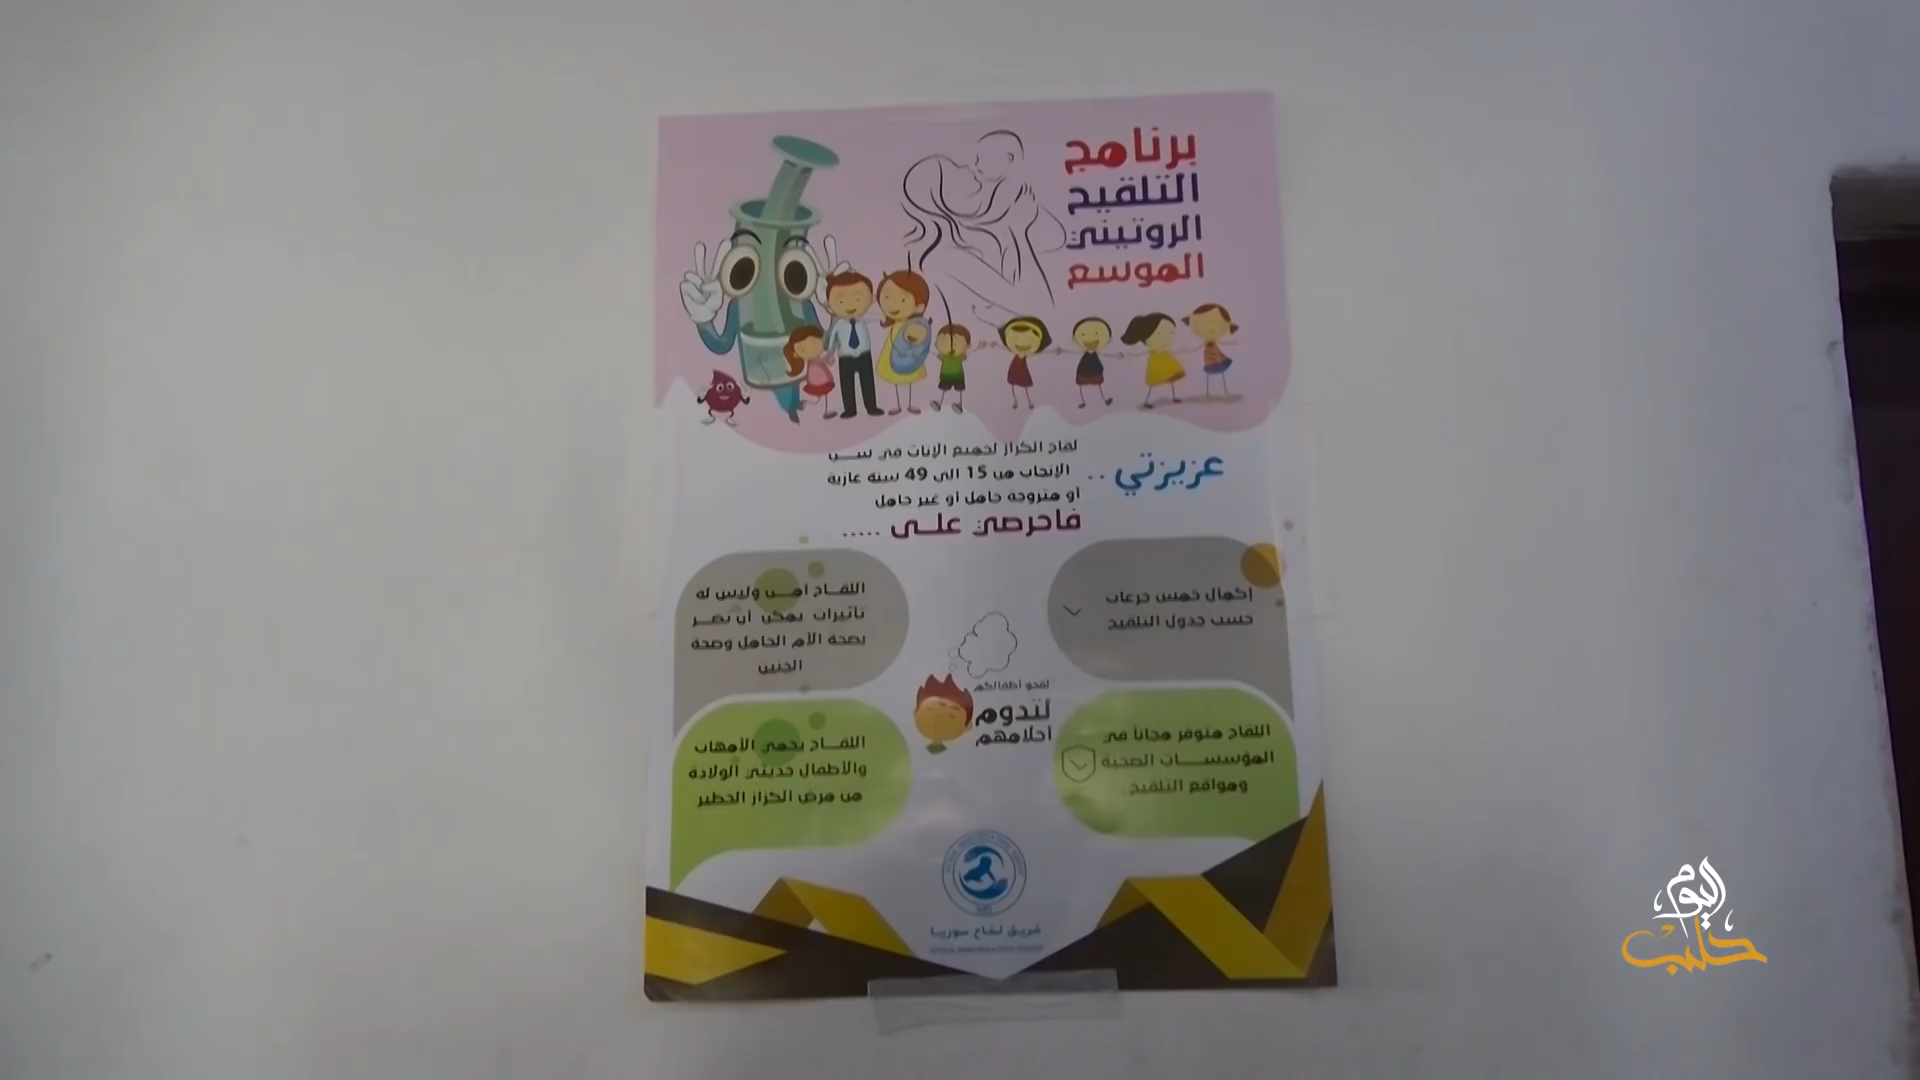 برنامج
التلقيح
الروتيني
الموسع
عزيزتي ..
لقاح الكزاز لجميع الإناث في سن
الإنجاب من 15 الى 49 سنة عازبة
أو متزوجة حامل أو غير حامل
فاحرصي على .....
إكمال خمس جرعات
حسب جدول التلقيح
اللقاح آمن وليس له
تأثيرات يمكن أن تضر
بصحة الأم الحامل وصحة
الجنين
لقحو أطفالكم
لتدوم
أحلامهم
اللقاح متوفر مجاناً في
المؤسسات الصحية
ومواقع التلقيح
اللقاح يحمي الأمهات
والأطفال حديثي الولادة
من مرض الكزاز الخطير
فريق لقاح سوريا
حلب اليوم